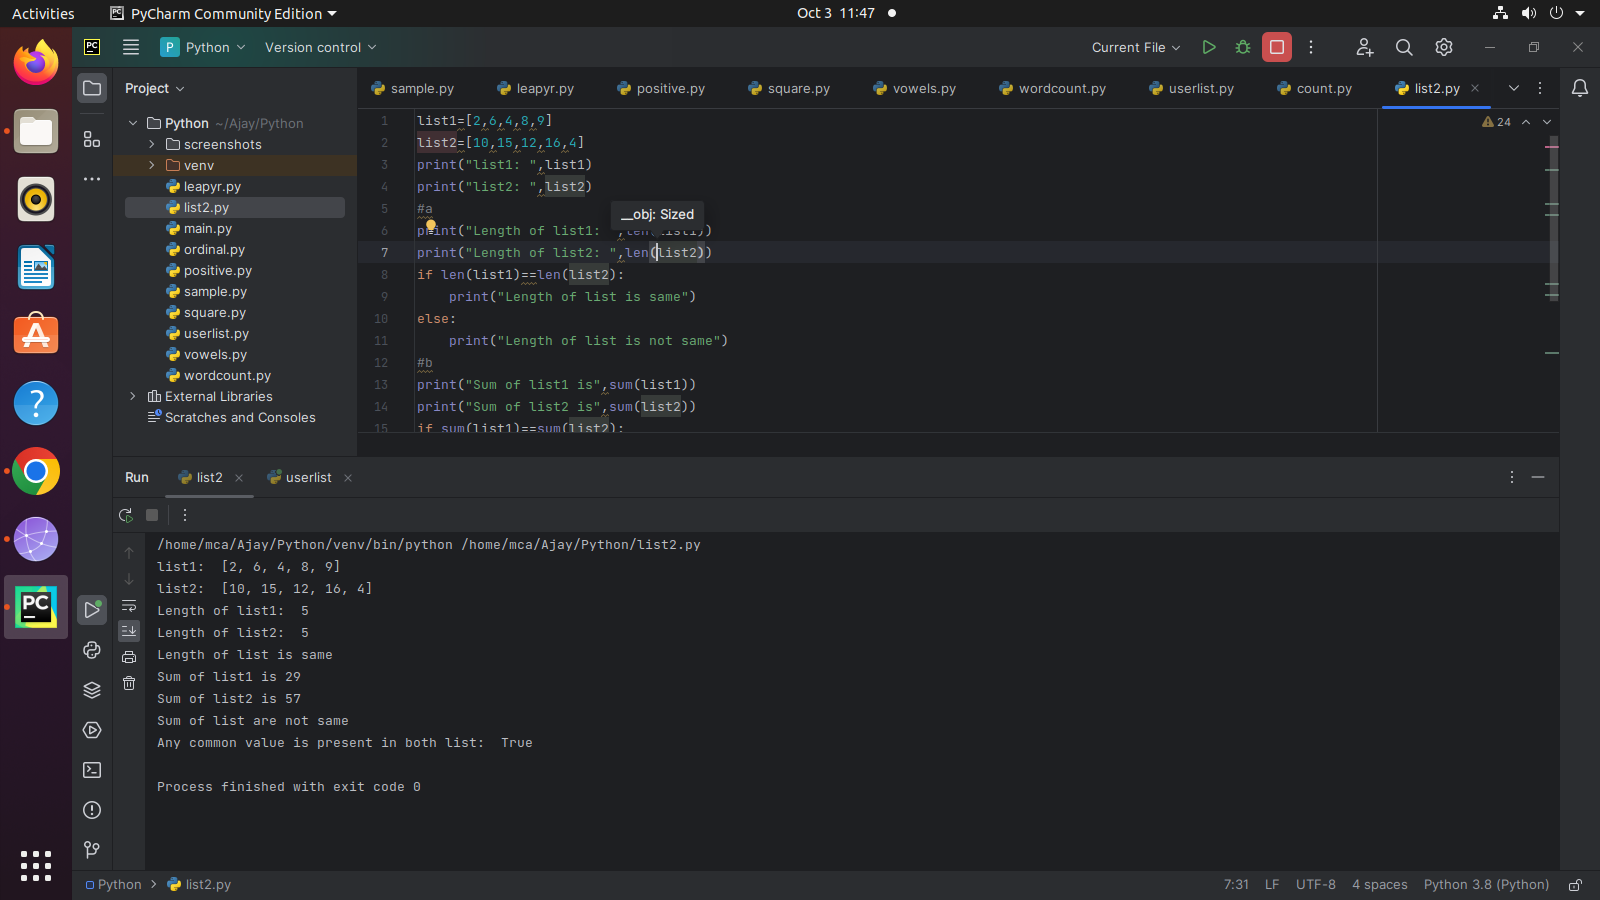 Activities
PyCharm Community Edition
Oct 3 11:47
PC
P Python
Version control
Current File
Project
sample.py
leapyr.py
positive.py
square.py
vowels.py
wordcount.py
userlist.py
count.py
list2.py
Python ~/Ajay/Python
screenshots
venv
leapyr.py
list2.py
main.py
ordinal.py
positive.py
sample.py
square.py
userlist.py
vowels.py
wordcount.py
External Libraries
Scratches and Consoles
24
1 list1=[2,6,4,8,9]
2 list2=[10,15,12,16,4]
3 print("list1: ",list1)
4 print("list2: ",list2)
5 #a
__obj: Sized
6 print("Length of list1: ",len(list1))
7 print("Length of list2: ",len(list2))
8 if len(list1)==len(list2):
9 print("Length of list is same")
10 else:
11 print("Length of list is not same")
12 #b
13 print("Sum of list1 is",sum(list1))
14 print("Sum of list2 is",sum(list2))
15 if sum(list1)==sum(list2):
Run
list2
userlist
/home/mca/Ajay/Python/venv/bin/python /home/mca/Ajay/Python/list2.py
list1:  [2, 6, 4, 8, 9]
list2:  [10, 15, 12, 16, 4]
Length of list1:  5
Length of list2:  5
Length of list is same
Sum of list1 is 29
Sum of list2 is 57
Sum of list are not same
Any common value is present in both list:  True
Process finished with exit code 0
PC
Python
list2.py
7:31
LF
UTF-8
4 spaces
Python 3.8 (Python)